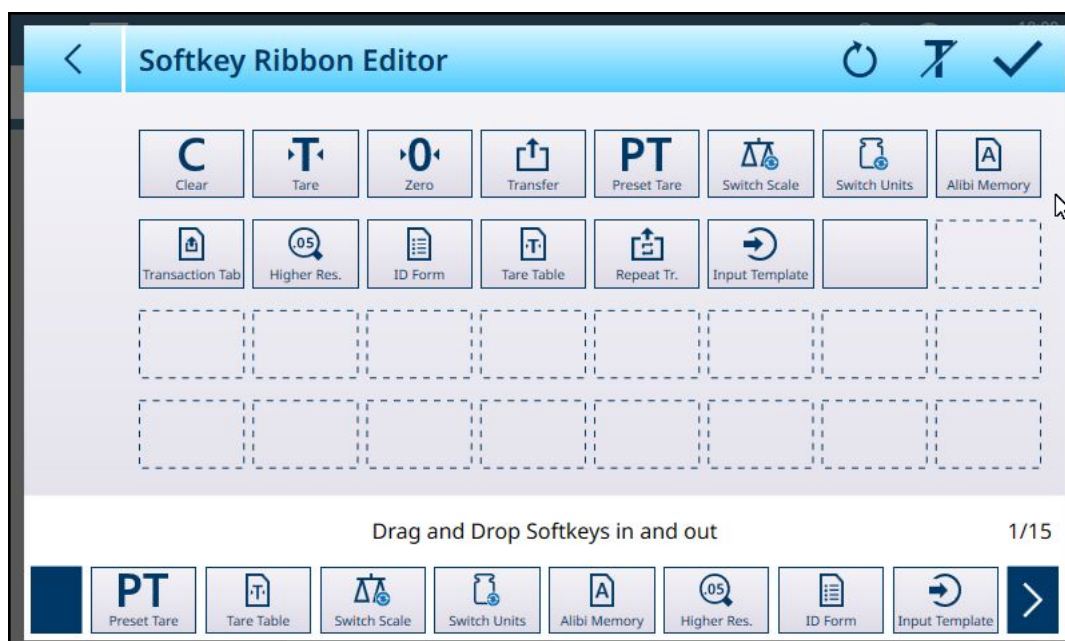 Softkey Ribbon Editor
C T 0 PT A
Clear Tare Zero Transfer Preset Tare Switch Scale Switch Units Alibi Memory
.05 T
Transaction Tab Higher Res. ID Form Tare Table Repeat Tr. Input Template
Drag and Drop Softkeys in and out 1/15
PT T A .05
Preset Tare Tare Table Switch Scale Switch Units Alibi Memory Higher Res. ID Form Input Template